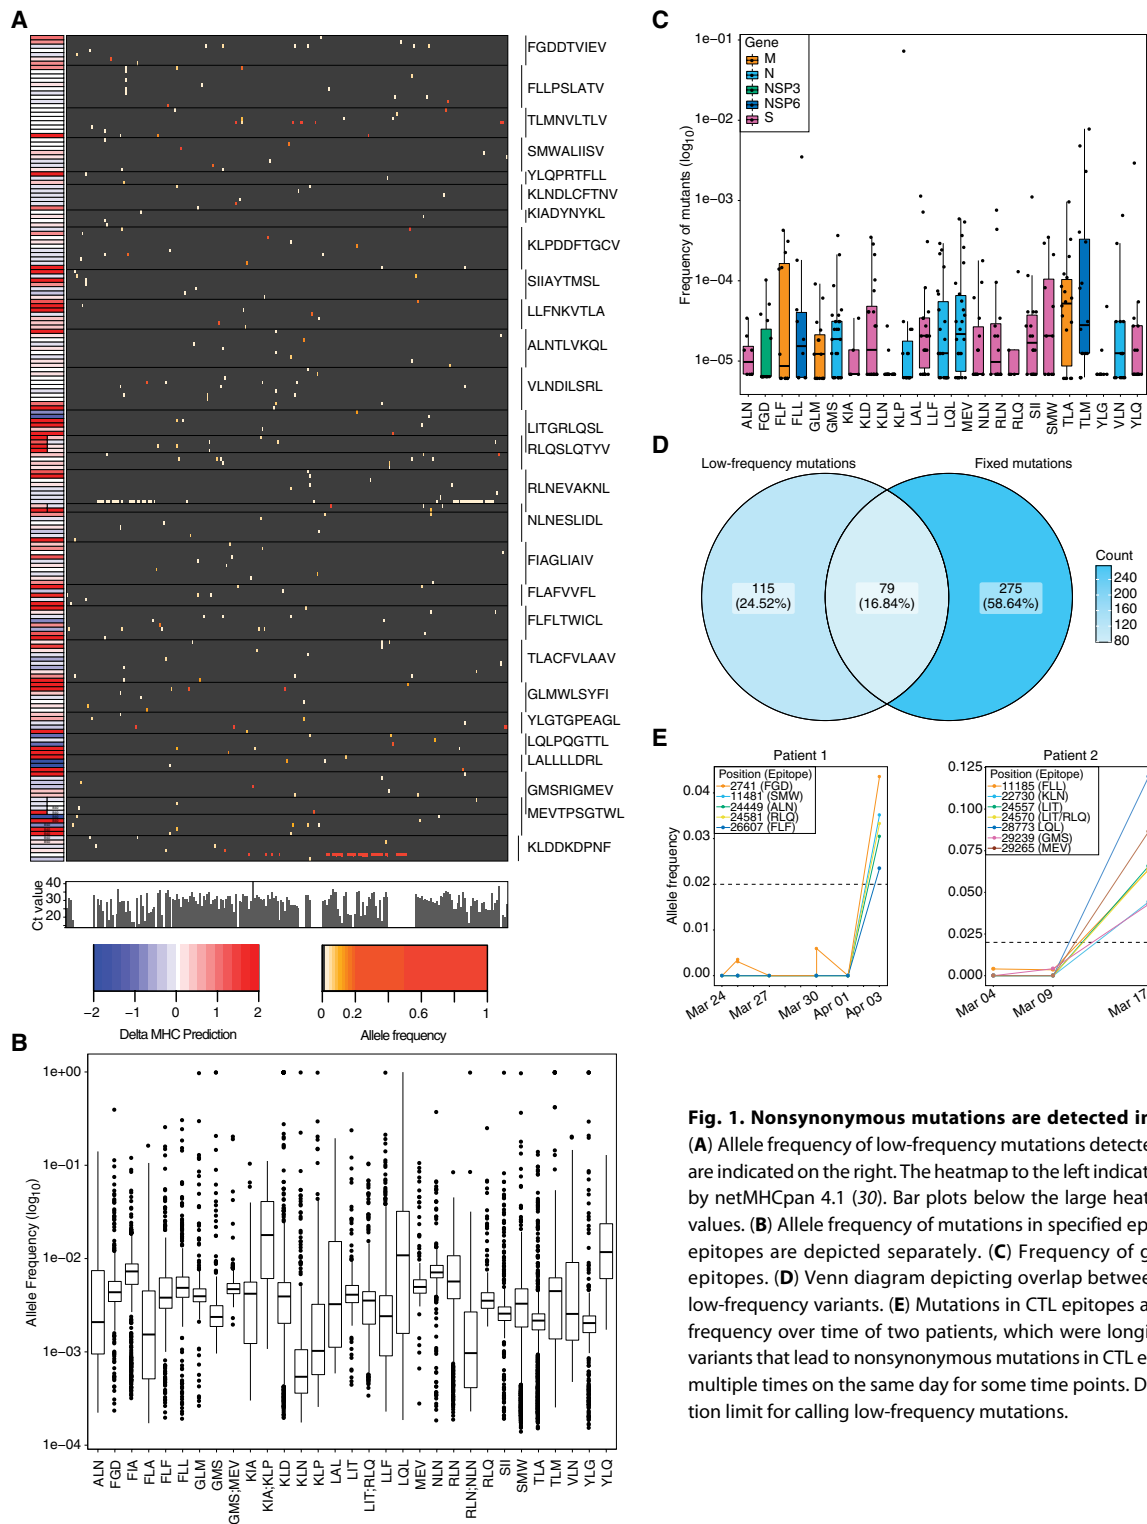 A
FGDDTVIEV
FLLPSLATV
TLMNVLTLV
SMWALIISV
YLQPRTFLL
KLNDLCFTNV
KIADYNYKL
KLPDDFTGCV
SIIAYTMSL
LLFNKVTLA
ALNTLVKQL
VLNDILSRL
LITGRLQSL
RLQSLQTYV
RLNEVAKNL
NLNESLIDL
FIAGLIAIV
FLAFVVFL
FLFLTWICL
TLACFVLAAV
GLMWLSYFI
YLGTGPEAGL
LQLPQGTTL
LALLLLDRL
GMSRIGMEV
MEVTPSGTWL
KLDDKDPNF
Ct value
40
30
20
−2 −1 0 1 2
Delta MHC Prediction
0 0.2 1
Allele frequency
B
Allele Frequency (log10)
1e+00
1e−01
1e−02
1e−03
1e−04
ALN FGD FIA FLA FLF FLL GLM GMS GMS;MEV KIA KIA;KLP KLD KLN KLP LAL LIT LIT;RLQ LLF LQL MEV NLN RLN RLN;NLN RLQ SII SMW TLA TLM VLN YLG YLQ
C
Frequency of mutants (log10)
1e−01
1e−02
1e−03
1e−04
1e−05
Gene
M
N
NSP3
NSP6
S
ALN FGD FLF FLL GLM GMS KIA KLD KLN KLP LAL LLF LQL MEV NLN RLN RLQ SII SMW TLA TLM YLG VLN YLQ
D
Low-frequency mutations Fixed mutations
115
(24.52%)
79
(16.84%)
275
(58.64%)
Count
240
200
160
120
80
E
Patient 1
Allele frequency
0.04
0.03
0.02
0.01
0.00
Position (Epitope)
2741 (FGD)
11481 (SMW)
24449 (ALN)
24581 (RLQ)
26607 (FLF)
Mar 24 Mar 27 Mar 30 Apr 01 Apr 03
Patient 2
0.125
0.100
0.075
0.050
0.025
0.000
Position (Epitope)
11185 (FLL)
22730 (KLN)
24557 (LIT)
24570 (LIT/RLQ)
28773 LQL)
29239 (GMS)
29265 (MEV)
Mar 04 Mar 09 Mar 17
Fig. 1. Nonsynonymous mutations are detected in
(A) Allele frequency of low-frequency mutations detecte
are indicated on the right. The heatmap to the left indicat
by netMHCpan 4.1 (30). Bar plots below the large heat
values. (B) Allele frequency of mutations in specified ep
epitopes are depicted separately. (C) Frequency of g
epitopes. (D) Venn diagram depicting overlap between
low-frequency variants. (E) Mutations in CTL epitopes a
frequency over time of two patients, which were longi
variants that lead to nonsynonymous mutations in CTL e
multiple times on the same day for some time points. D
tion limit for calling low-frequency mutations.